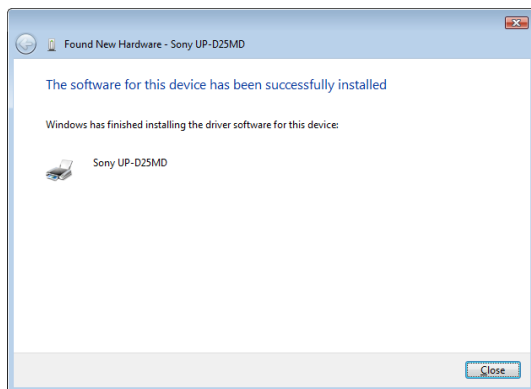 Found New Hardware - Sony UP-D25MD
The software for this device has been successfully installed
Windows has finished installing the driver software for this device:
Sony UP-D25MD
Close